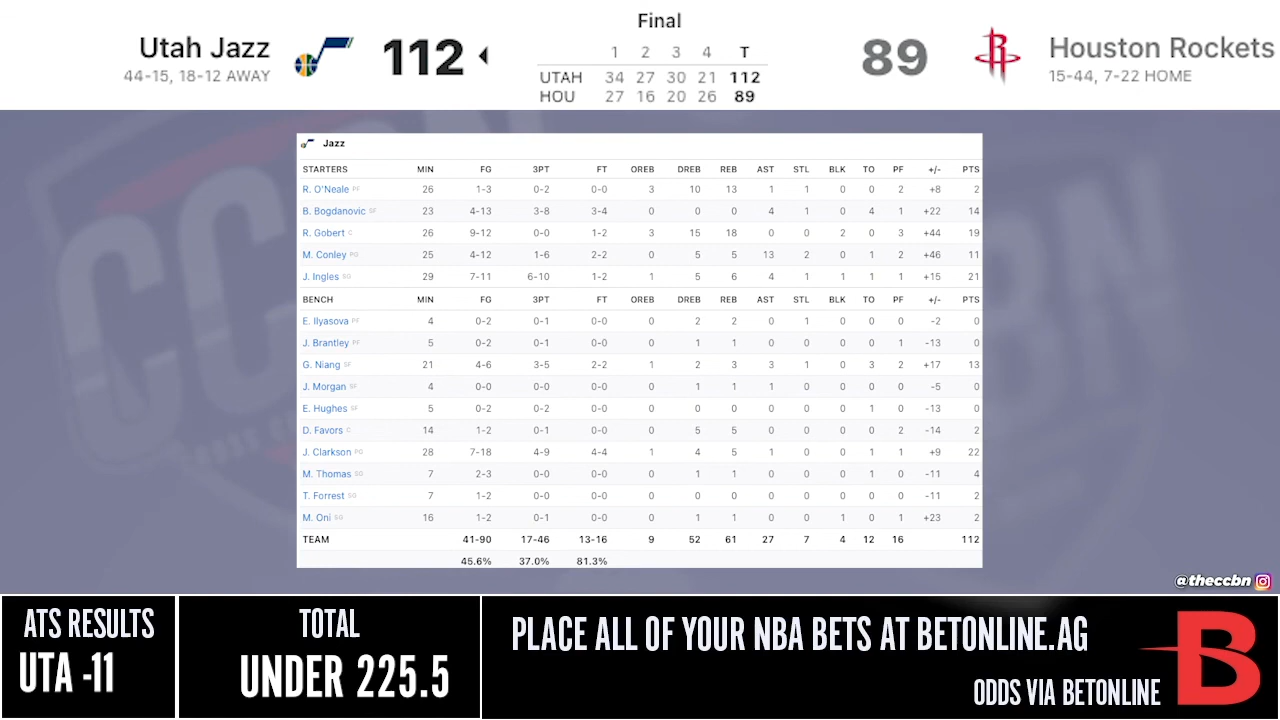 Final
Utah Jazz
44-15, 18-12 AWAY
112
1 2 3 4 T
UTAH 34 27 30 21 112
HOU 27 16 20 26 89
89
Houston Rockets
15-44, 7-22 HOME
Jazz
STARTERS MIN FG 3PT FT OREB DREB REB AST STL BLK TO PF +/- PTS
R. O'Neale PF 26 1-3 0-2 0-0 3 10 13 1 1 0 0 2 +8 2
B. Bogdanovic SF 23 4-13 3-8 3-4 0 0 0 4 1 0 4 1 +22 14
R. Gobert C 26 9-12 0-0 1-2 3 15 18 0 0 2 0 3 +44 19
M. Conley PG 25 4-12 1-6 2-2 0 5 5 13 2 0 1 2 +46 11
J. Ingles SG 29 7-11 6-10 1-2 1 5 6 4 1 1 1 1 +15 21
BENCH MIN FG 3PT FT OREB DREB REB AST STL BLK TO PF +/- PTS
E. Ilyasova PF 4 0-2 0-1 0-0 0 2 2 0 1 0 0 0 -2 0
J. Brantley PF 5 0-2 0-1 0-0 0 1 1 0 0 0 0 1 -13 0
G. Niang SF 21 4-6 3-5 2-2 1 2 3 3 1 0 3 2 +17 13
J. Morgan SF 4 0-0 0-0 0-0 0 1 1 1 0 0 0 0 -5 0
E. Hughes SF 5 0-2 0-2 0-0 0 0 0 0 0 0 1 0 -13 0
D. Favors C 14 1-2 0-1 0-0 0 5 5 0 0 0 0 2 -14 2
J. Clarkson PG 28 7-18 4-9 4-4 1 4 5 1 0 0 1 1 +9 22
M. Thomas SG 7 2-3 0-0 0-0 0 1 1 0 0 0 1 0 -11 4
T. Forrest SG 7 1-2 0-0 0-0 0 0 0 0 0 0 0 0 -11 2
M. Oni SG 16 1-2 0-1 0-0 0 1 1 0 0 1 0 1 +23 2
TEAM 41-90 17-46 13-16 9 52 61 27 7 4 12 16 112
45.6% 37.0% 81.3%
@theccbn
ATS RESULTS
UTA -11
TOTAL
UNDER 225.5
PLACE ALL OF YOUR NBA BETS AT BETONLINE.AG
ODDS VIA BETONLINE
B